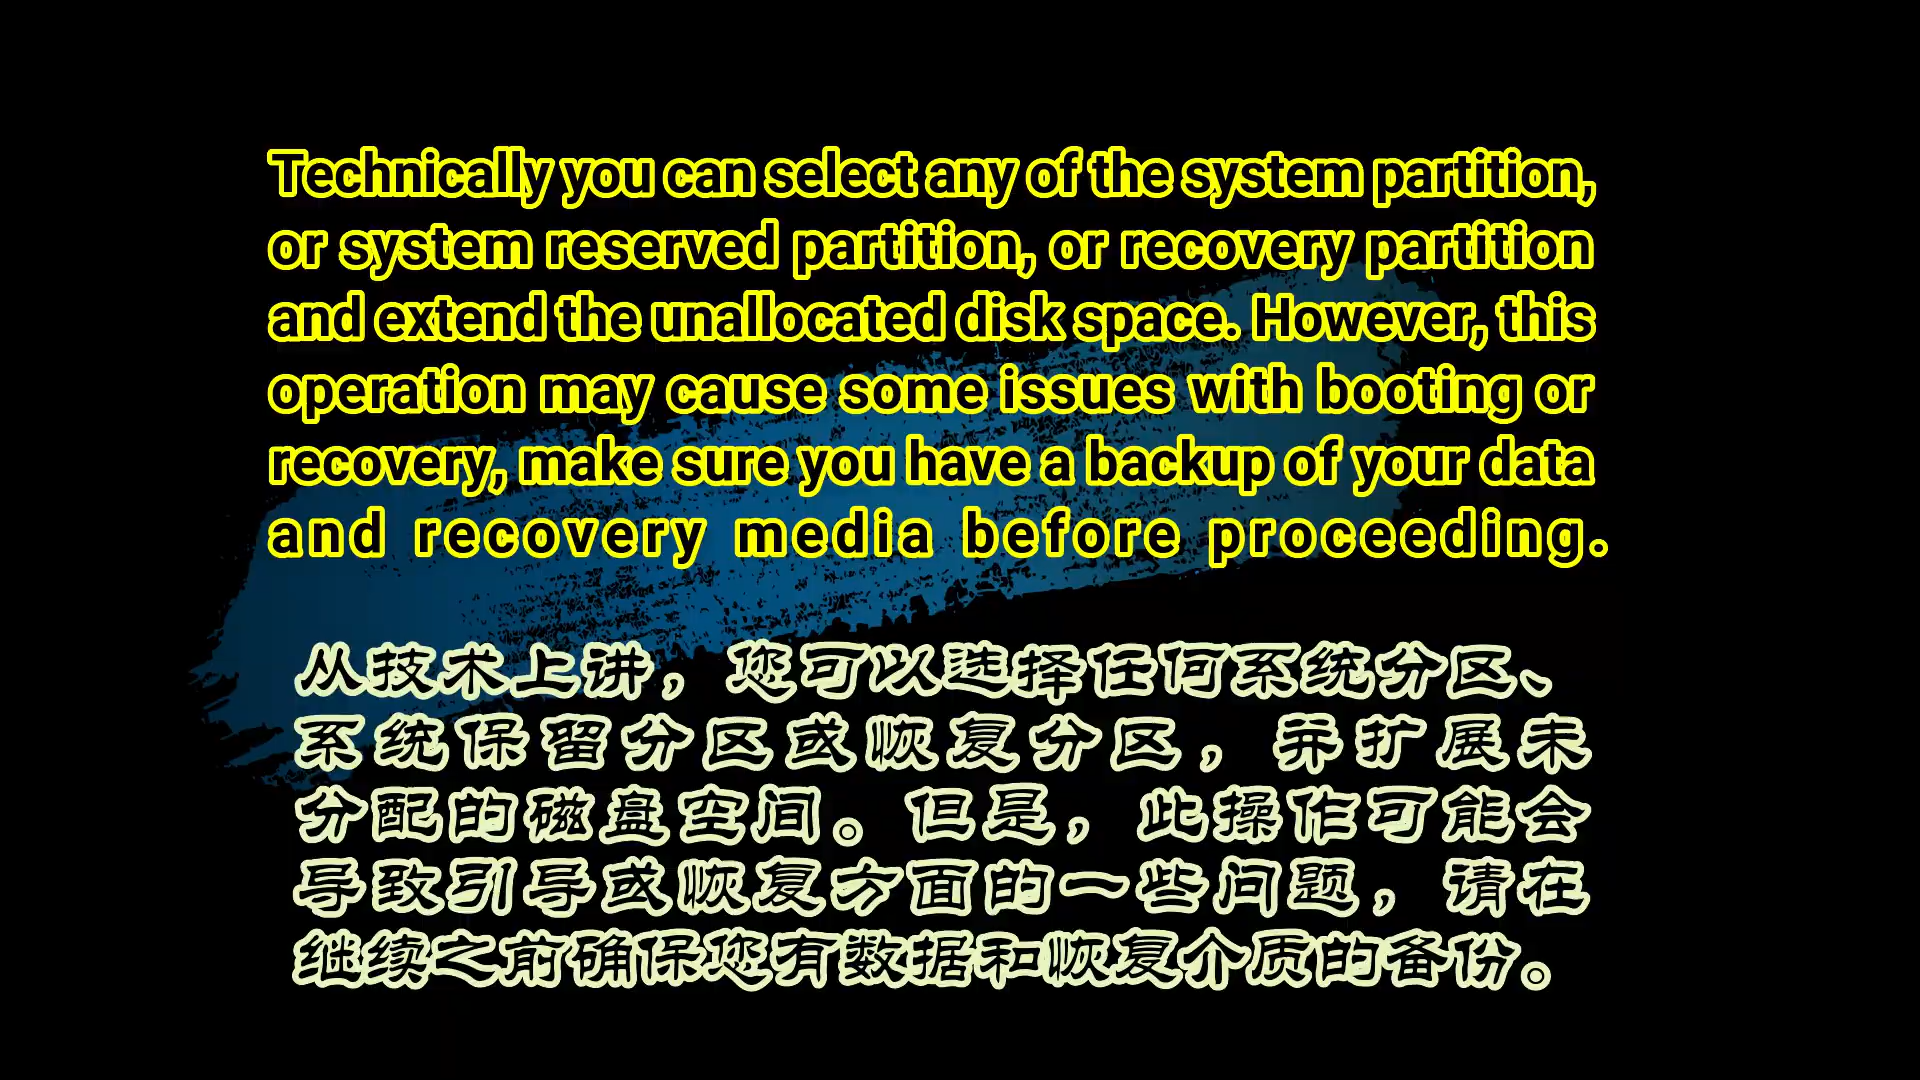 Technically you can select any of the system partition,
or system reserved partition, or recovery partition
and extend the unallocated disk space. However, this
operation may cause some issues with booting or
recovery, make sure you have a backup of your data
and recovery media before proceeding.
从技术上讲，您可以选择任何系统分区、
系统保留分区或恢复分区，并扩展未
分配的磁盘空间。但是，此操作可能会
导致引导或恢复方面的一些问题，请在
继续之前确保您有数据和恢复介质的备份。